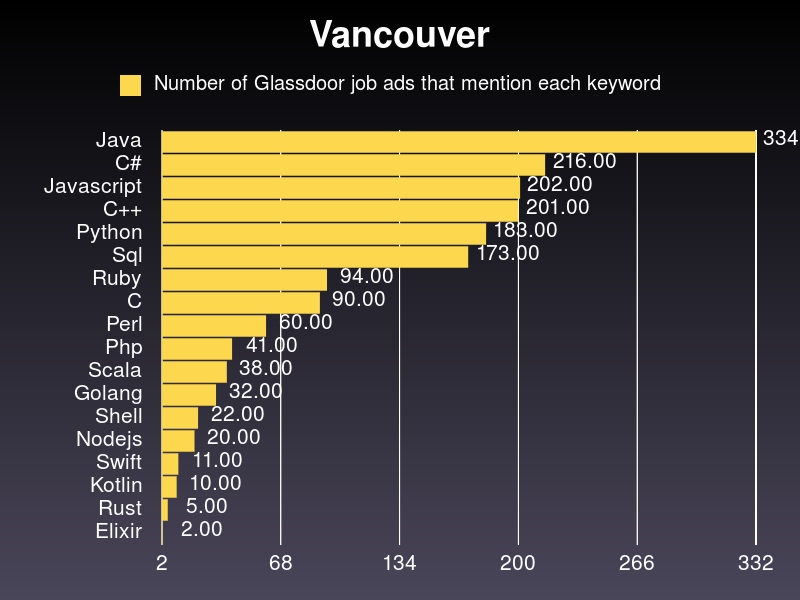 Vancouver
Number of Glassdoor job ads that mention each keyword
Java 334
C# 216.00
Javascript 202.00
C++ 201.00
Python 183.00
Sql 173.00
Ruby 94.00
C 90.00
Perl 60.00
Php 41.00
Scala 38.00
Golang 32.00
Shell 22.00
Nodejs 20.00
Swift 11.00
Kotlin 10.00
Rust 5.00
Elixir 2.00
2 68 134 200 266 332